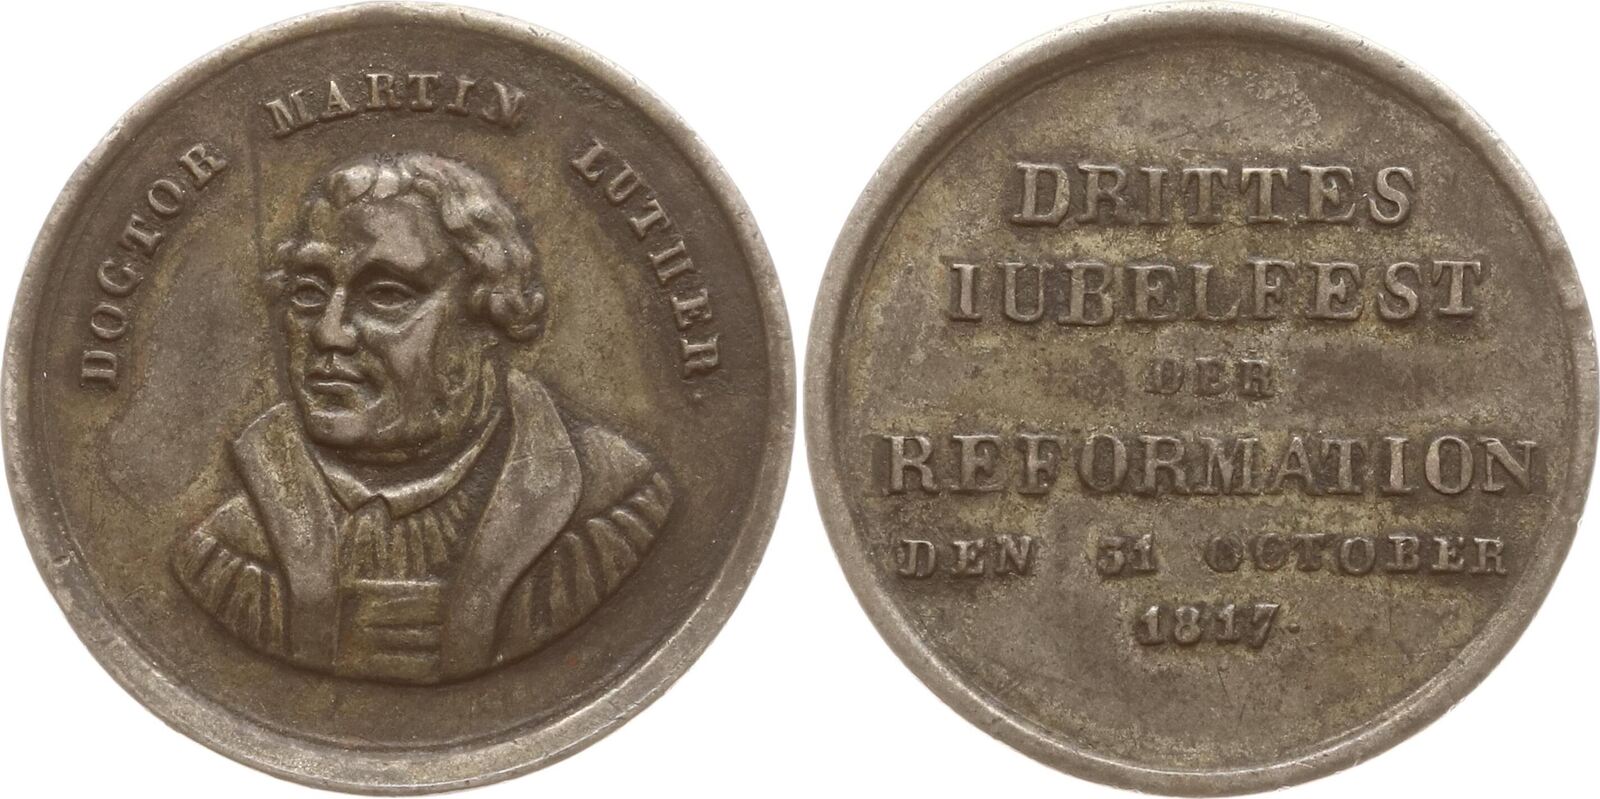 DOCTOR MARTIN LUTHER.
DRITTES
IUBELFEST
DER
REFORMATION
DEN 31 OCTOBER
1817.